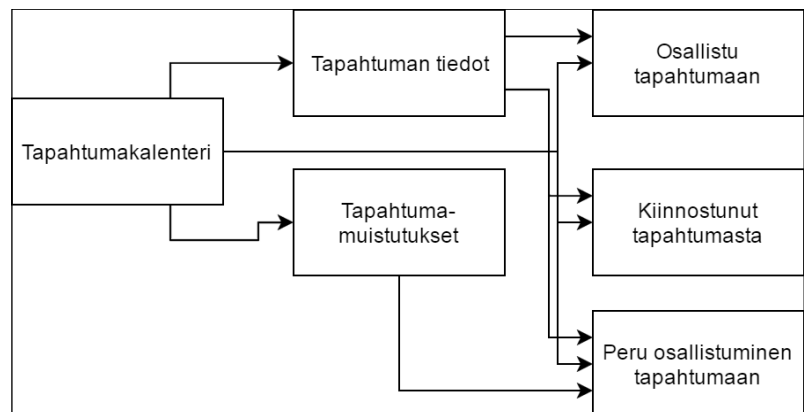 Tapahtuman tiedot
Osallistu
tapahtumaan
Tapahtumakalenteri
Tapahtuma-
muistutukset
Kiinnostunut
tapahtumasta
Peru osallistuminen
tapahtumaan